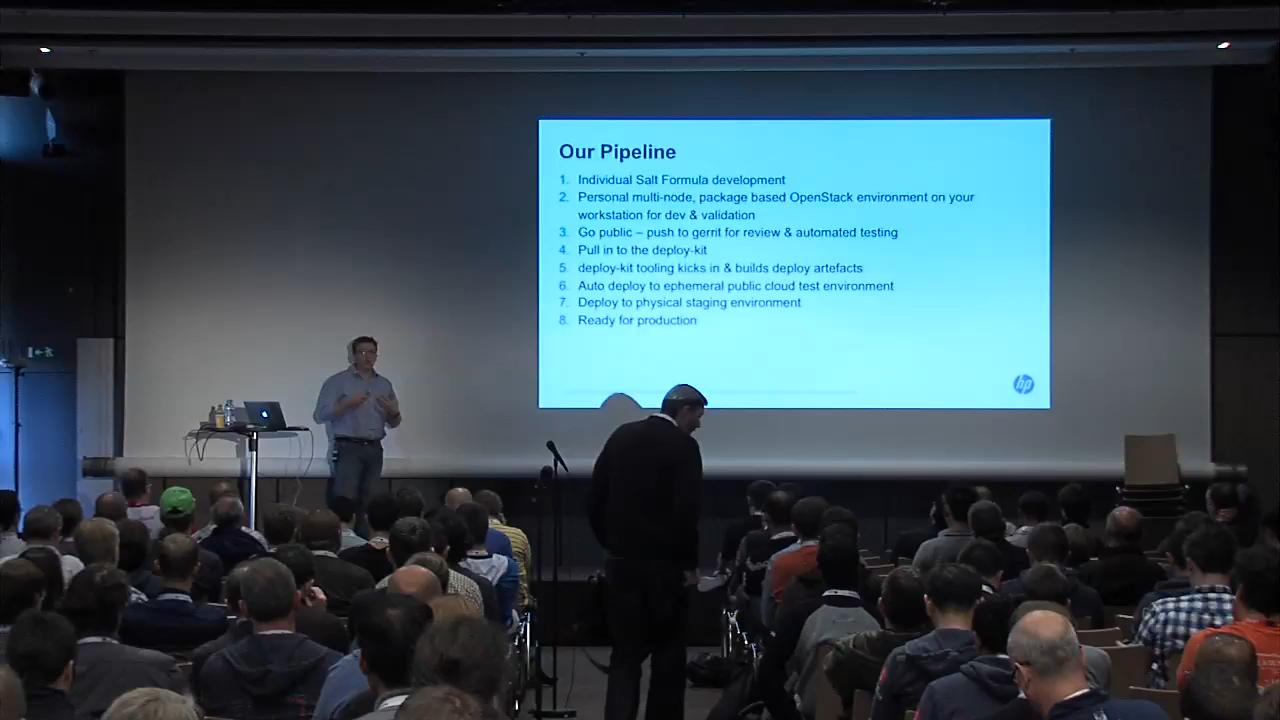 Our Pipeline
1. Individual Salt Formula development
2. Personal multi-node, package based OpenStack environment on your
workstation for dev & validation
3. Go public – push to gerrit for review & automated testing
4. Pull in to the deploy-kit
5. deploy-kit tooling kicks in & builds deploy artefacts
6. Auto deploy to ephemeral public cloud test environment
7. Deploy to physical staging environment
8. Ready for production
hp